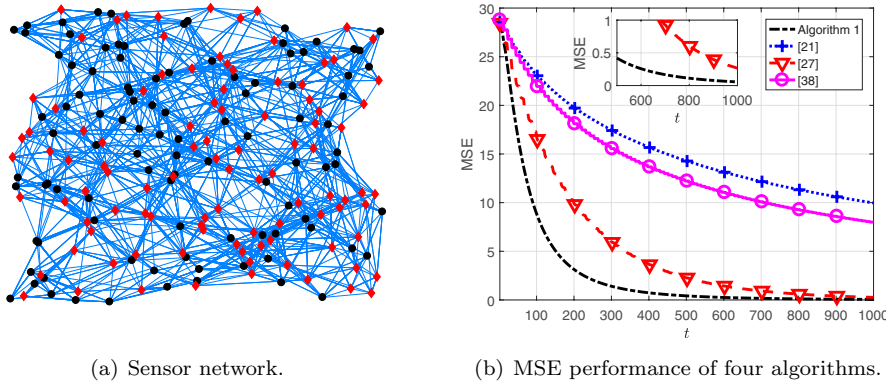 30
25
20
15
10
5
0
MSE
100 200 300 400 500 600 700 800 900 1000
t
1
0.5
0
MSE
600 800 1000
t
Algorithm 1
[21]
[27]
[38]
(a) Sensor network.
(b) MSE performance of four algorithms.